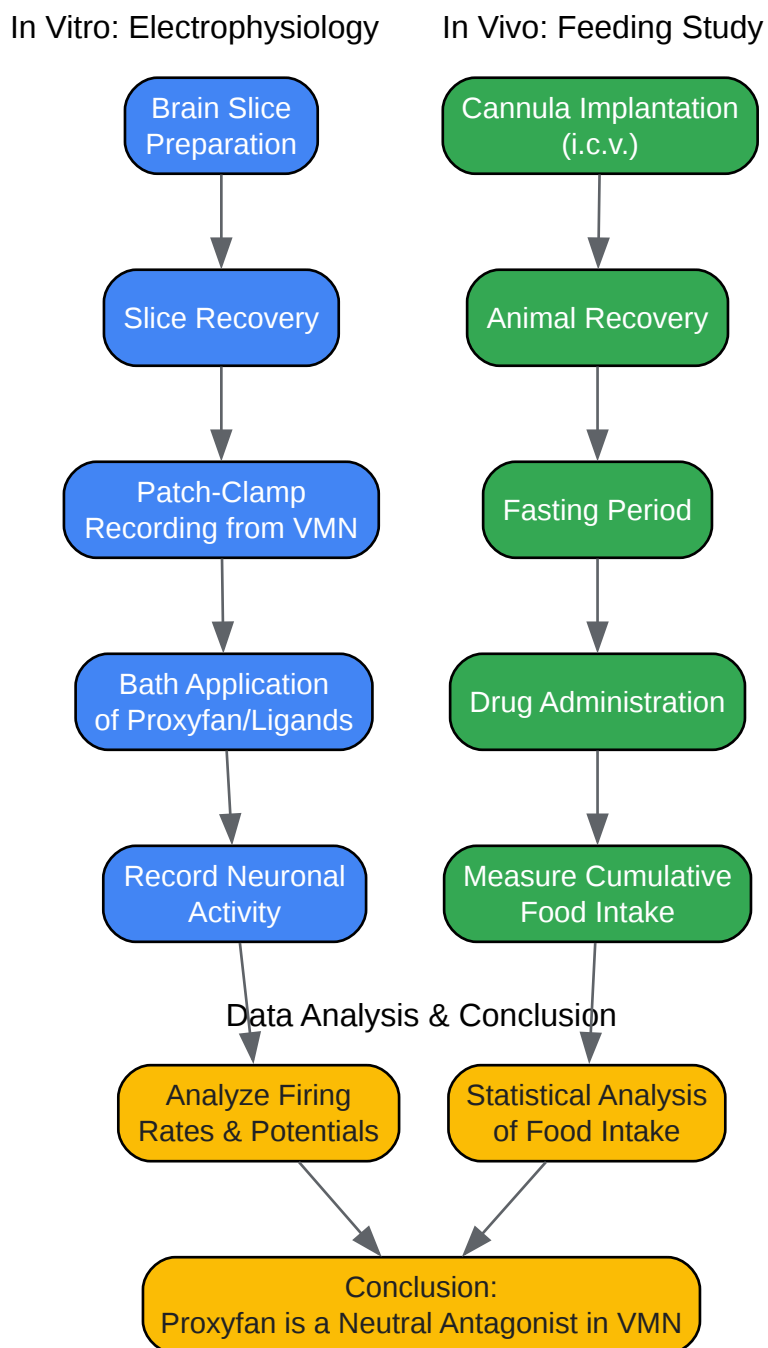 In Vitro: Electrophysiology
In Vivo: Feeding Study
Brain Slice
Preparation
Cannula Implantation
(i.c.v.)
Slice Recovery
Animal Recovery
Patch-Clamp
Recording from VMN
Fasting Period
Bath Application
of Proxyfan/Ligands
Drug Administration
Record Neuronal
Activity
Measure Cumulative
Food Intake
Data Analysis & Conclusion
Analyze Firing
Rates & Potentials
Statistical Analysis
of Food Intake
Conclusion:
Proxyfan is a Neutral Antagonist in VMN